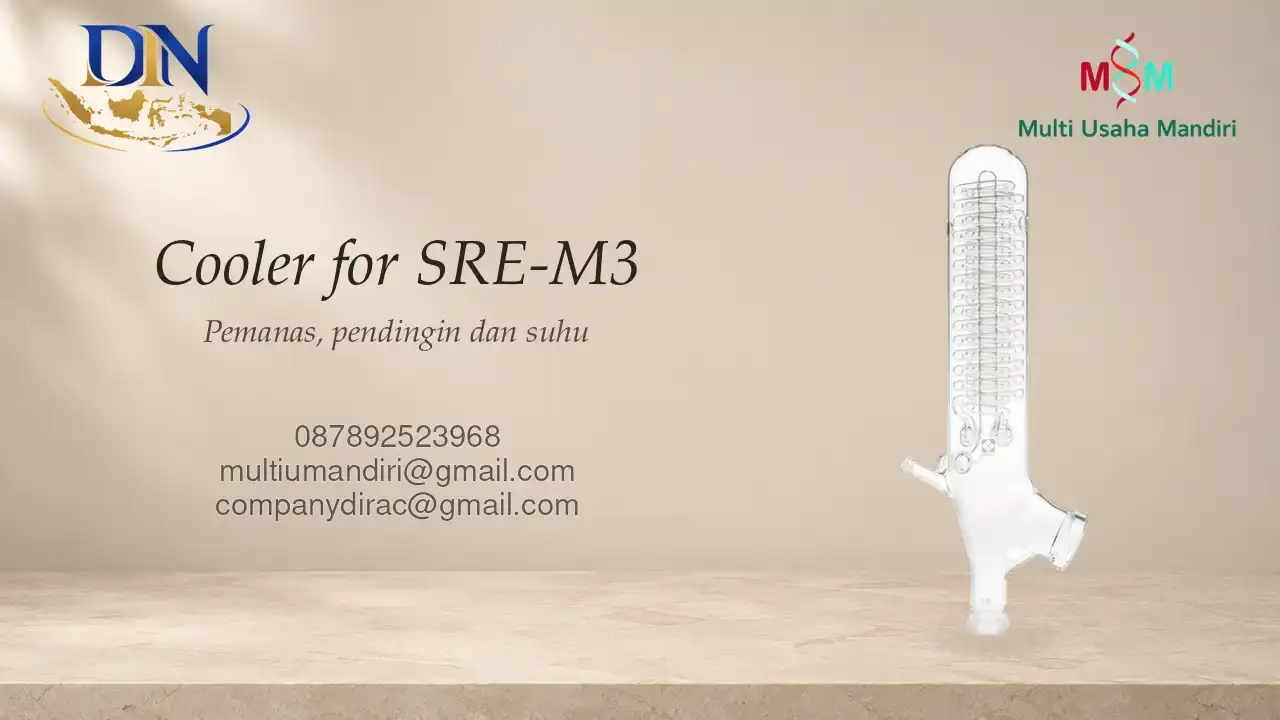 DN
M M
Multi Usaha Mandiri
Cooler for SRE-M3
Pemanas, pendingin dan suhu
087892523968
multiumandiri@gmail.com
companydirac@gmail.com